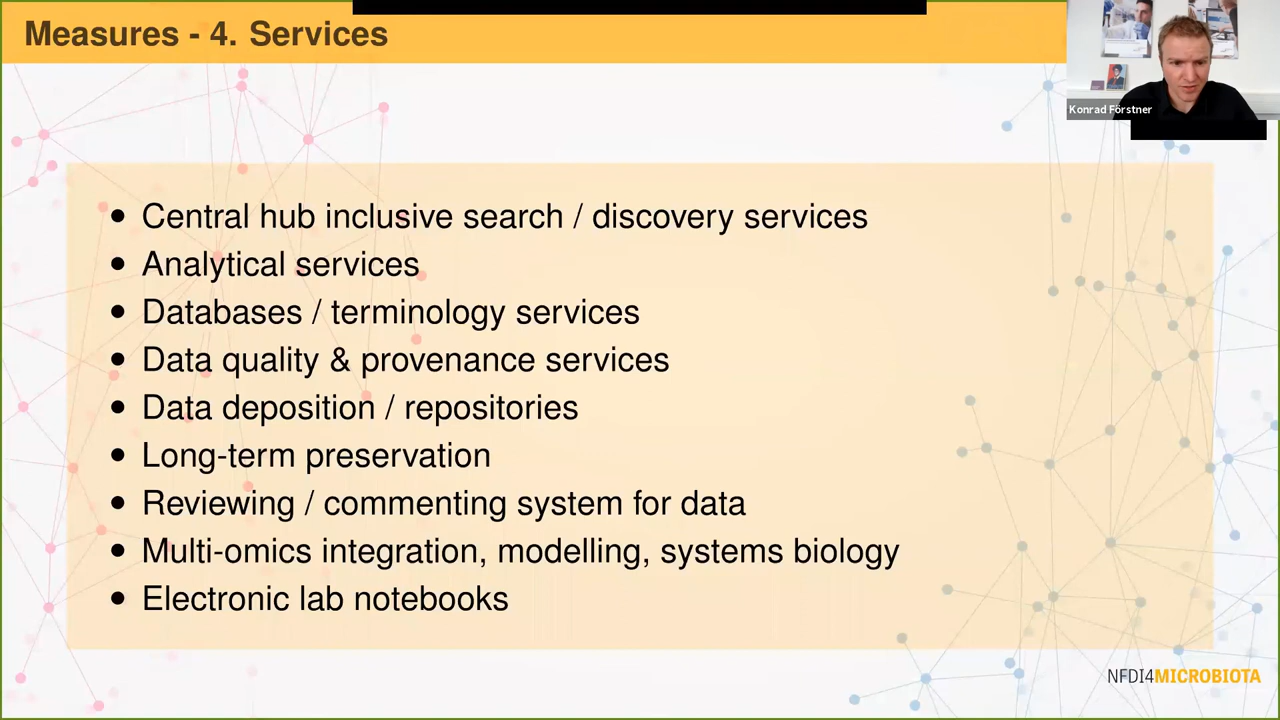 Measures - 4. Services
Konrad Förstner
• Central hub inclusive search / discovery services
• Analytical services
• Databases / terminology services
• Data quality & provenance services
• Data deposition / repositories
• Long-term preservation
• Reviewing / commenting system for data
• Multi-omics integration, modelling, systems biology
• Electronic lab notebooks
NFDI4MICROBIOTA